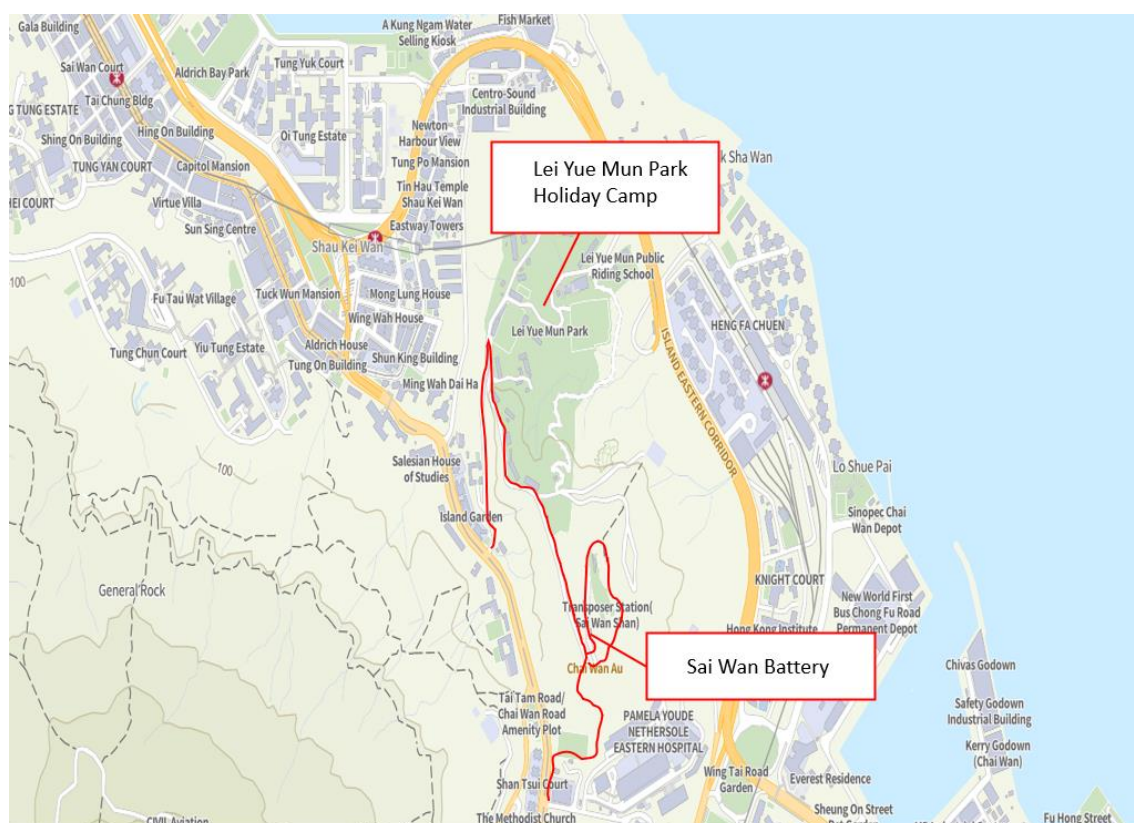 Gala Building
Sai Wan Court
Tai Chung Bldg
G TUNG ESTATE
Shing On Building
Hing On Building
TUNG YAN COURT
Capitol Mansion
HEI COURT
Virtue Villa
Sun Sing Centre
Aldrich Bay Park
Tung Yuk Court
Oi Tung Estate
A Kung Ngam Water
Selling Kiosk
Fish Market
Centro-Sound
Industrial Building
Newton
Harbour View
Tung Po Mansion
Tin Hau Temple
Shau Kei Wan
Eastway Towers
Shau Kei Wan
Lei Yue Mun Park
Holiday Camp
k Sha Wan
Lei Yue Mun Public
Riding School
Lei Yue Mun Park
100
Fu Tau Wat Village
Tuck Wun Mansion
Mong Lung House
Wing Wah House
Aldrich House
Shun King Building
Tung Chun Court
Yiu Tung Estate
Tung On Building
Ming Wah Dai Ha
HENG FA CHUEN
ISLAND EASTERN CORRIDOR
100
Salesian House
of Studies
Island Garden
Lo Shue Pai
Sinopec Chai
Wan Depot
General Rock
KNIGHT COURT
New World First
Bus Chong Fu Road
Permanent Depot
Transposer Station(
Sai Wan Shan)
Hong Kong Institute
Sai Wan Battery
Chai Wan Au
Chivas Godown
Safety Godown
Industrial Building
Kerry Godown
(Chai Wan)
Tai Tam Road/
Chai Wan Road
Amenity Plot
PAMELA YOUDE
NETHERSOLE
EASTERN HOSPITAL
Shan Tsui Court
Wing Tai Road
Garden
Everest Residence
Sheung On Street
The Methodist Church
CIVIL Aviation
Fu Hong Street